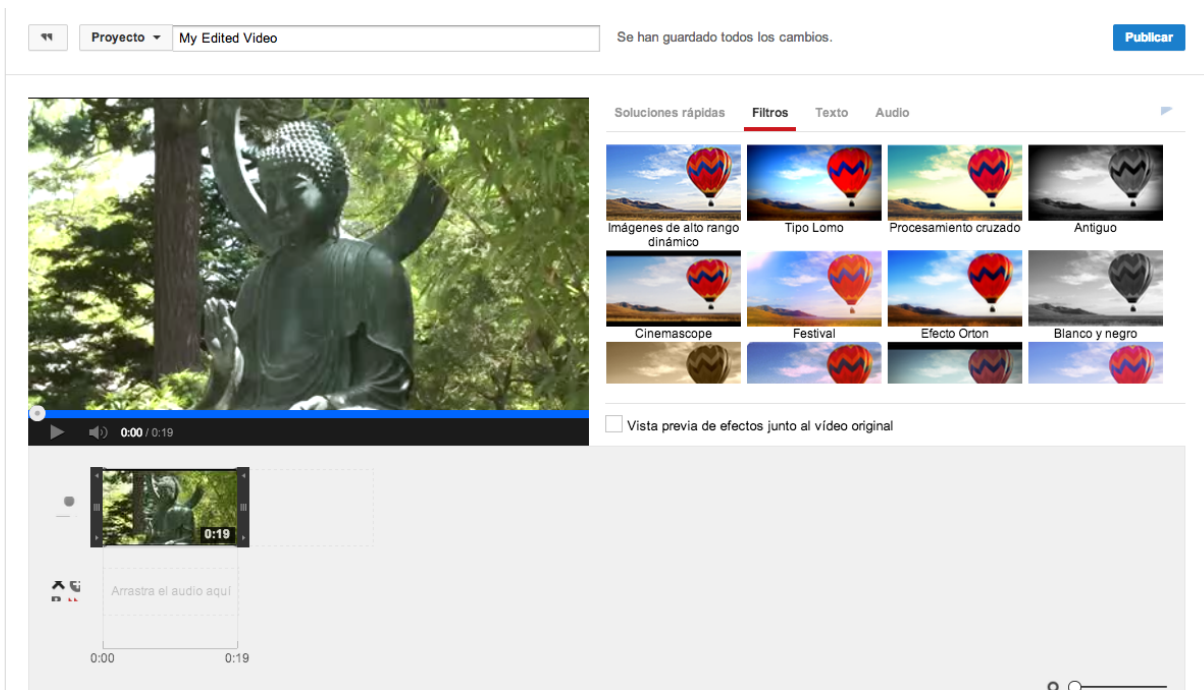 Proyecto
My Edited Video
Se han guardado todos los cambios.
Publicar
Soluciones rápidas
Filtros
Texto
Audio
Imágenes de alto rango
dinámico
Tipo Lomo
Procesamiento cruzado
Antiguo
Cinemascope
Festival
Efecto Orton
Blanco y negro
0:00 / 0:19
Vista previa de efectos junto al vídeo original
0:19
Arrastra el audio aquí
0:00
0:19